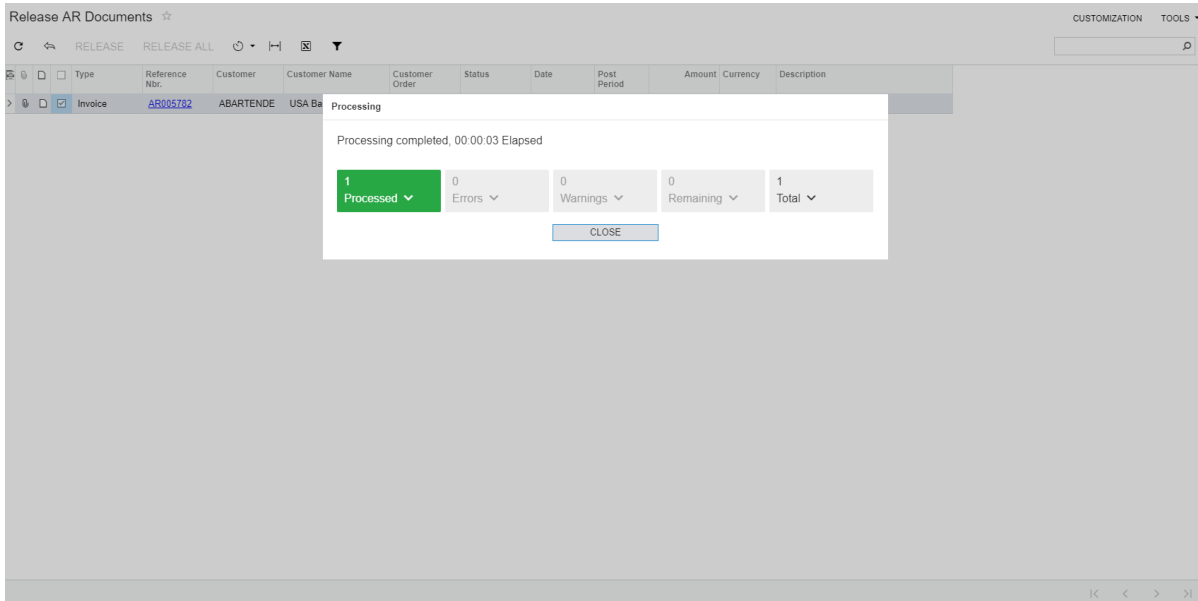 Release AR Documents
CUSTOMIZATION TOOLS
RELEASE RELEASE ALL
Type Reference Nbr. Customer Customer Name Customer Order Status Date Post Period Amount Currency Description
Invoice AR005782 ABARTENDE USA Ba
Processing
Processing completed, 00:00:03 Elapsed
1 0 0 0 1
Processed Errors Warnings Remaining Total
CLOSE